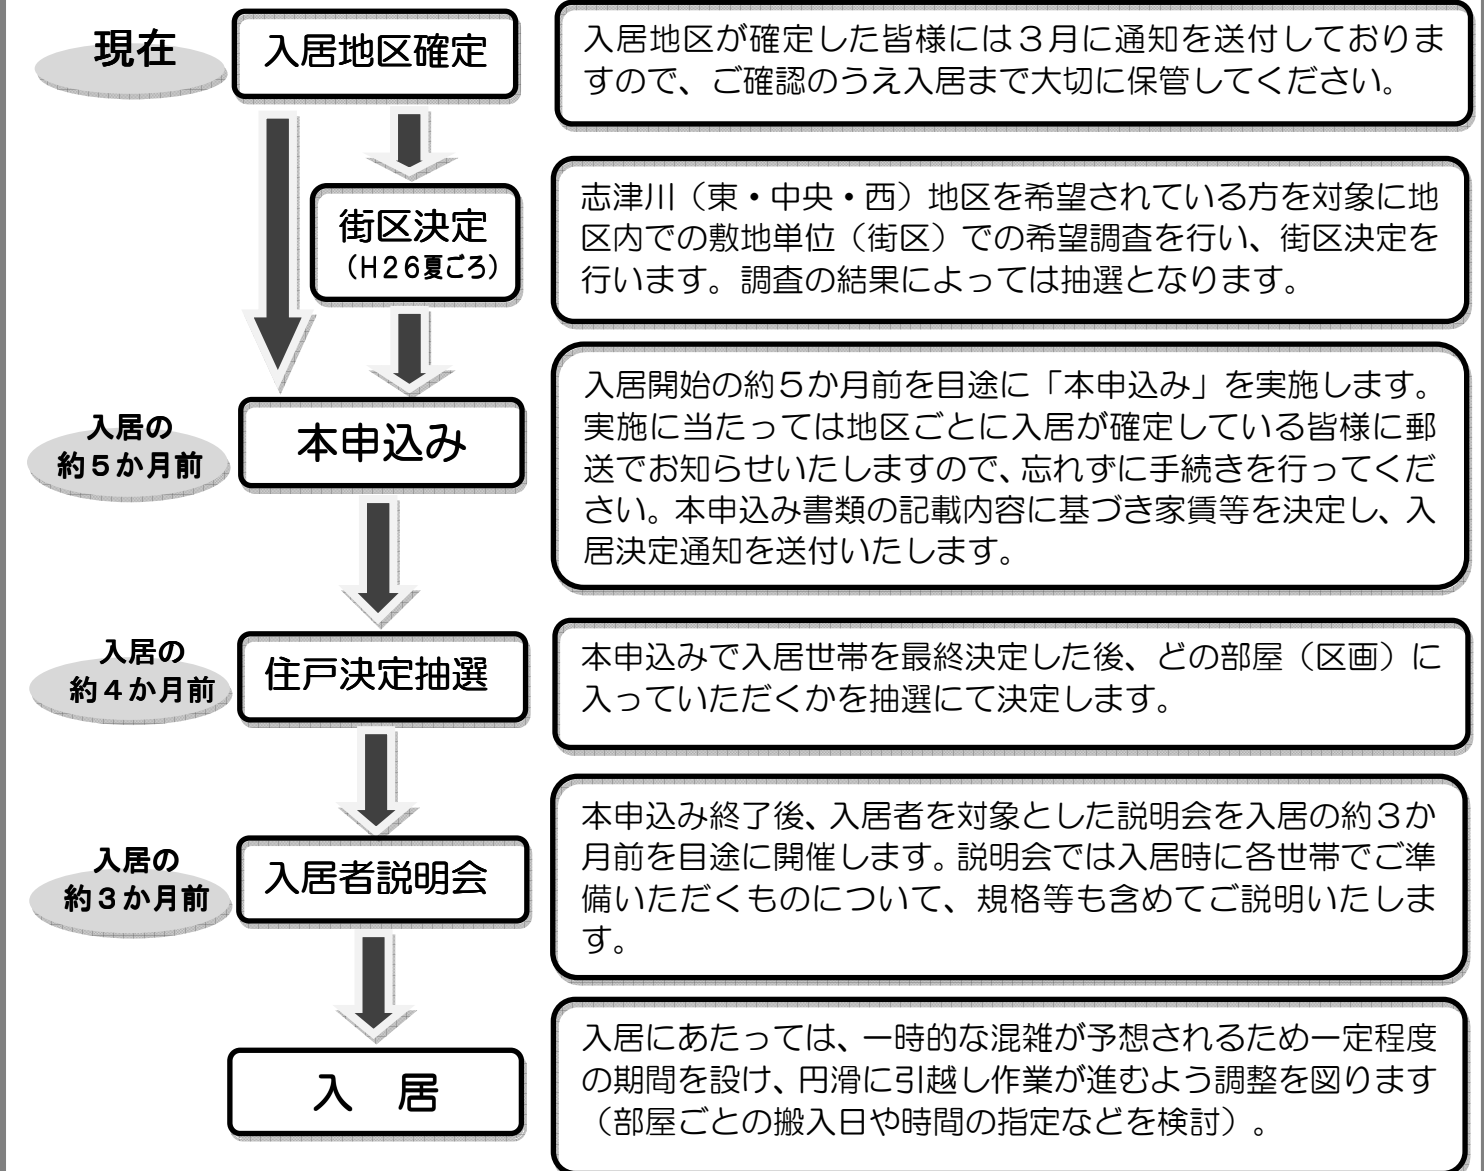 現在
入居地区確定
入居地区が確定した皆様には３月に通知を送付しておりま
すので、ご確認のうえ入居まで大切に保管してください。
街区決定
（H２６夏ごろ）
志津川（東・中央・西）地区を希望されている方を対象に地
区内での敷地単位（街区）での希望調査を行い、街区決定を
行います。調査の結果によっては抽選となります。
入居の
約５か月前
本申込み
入居開始の約５か月前を目途に「本申込み」を実施します。
実施に当たっては地区ごとに入居が確定している皆様に郵
送でお知らせいたしますので、忘れずに手続きを行ってくだ
さい。本申込み書類の記載内容に基づき家賃等を決定し、入
居決定通知を送付いたします。
入居の
約４か月前
住戸決定抽選
本申込みで入居世帯を最終決定した後、どの部屋（区画）に
入っていただくかを抽選にて決定します。
入居の
約３か月前
入居者説明会
本申込み終了後、入居者を対象とした説明会を入居の約３か
月前を目途に開催します。説明会では入居時に各世帯でご準
備いただくものについて、規格等も含めてご説明いたしま
す。
入　居
入居にあたっては、一時的な混雑が予想されるため一定程度
の期間を設け、円滑に引越し作業が進むよう調整を図ります
（部屋ごとの搬入日や時間の指定などを検討）。